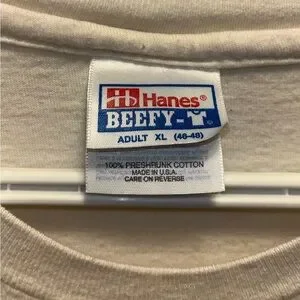 Hanes®
BEEFY-T
ADULT XL (46-48)
100% PRESHRUNK COTTON
MADE IN U.S.A.
CARE ON REVERSE